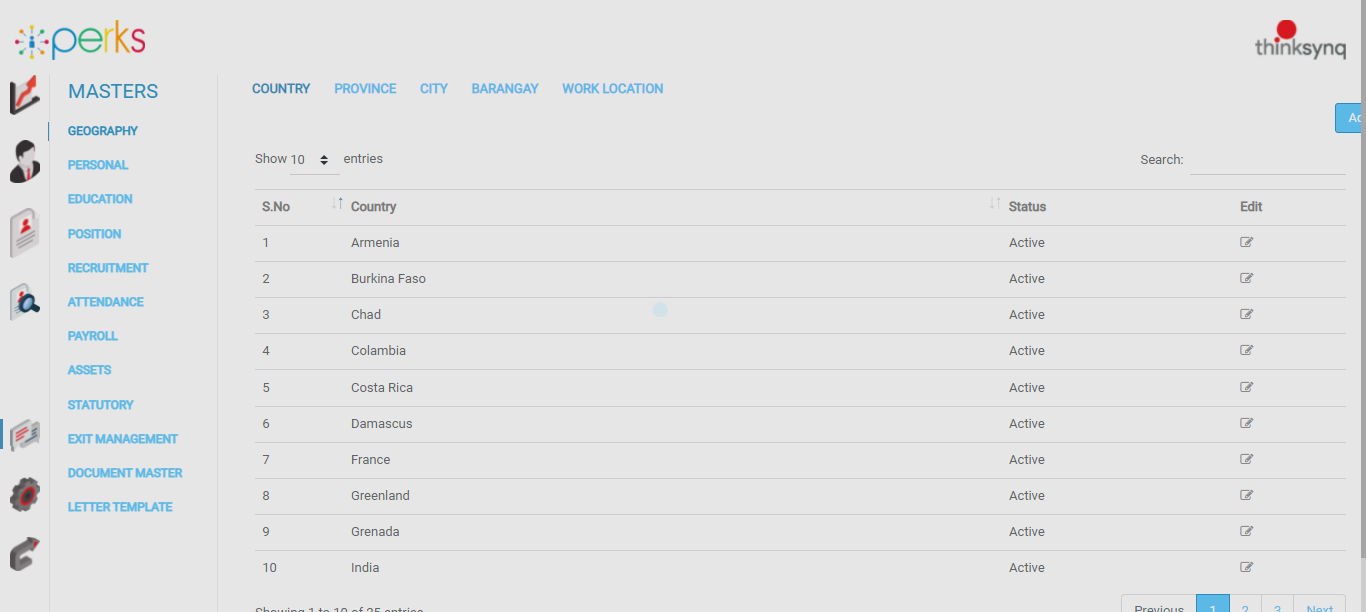 perks
thinksynq
MASTERS
GEOGRAPHY
PERSONAL
EDUCATION
POSITION
RECRUITMENT
ATTENDANCE
PAYROLL
ASSETS
STATUTORY
EXIT MANAGEMENT
DOCUMENT MASTER
LETTER TEMPLATE
COUNTRY PROVINCE CITY BARANGAY WORK LOCATION
Show 10 entries Search:
S.No Country Status Edit
1 Armenia Active
2 Burkina Faso Active
3 Chad Active
4 Colambia Active
5 Costa Rica Active
6 Damascus Active
7 France Active
8 Greenland Active
9 Grenada Active
10 India Active
Showing 1 to 10 of 25 entries
Previous 1 2 3 Next